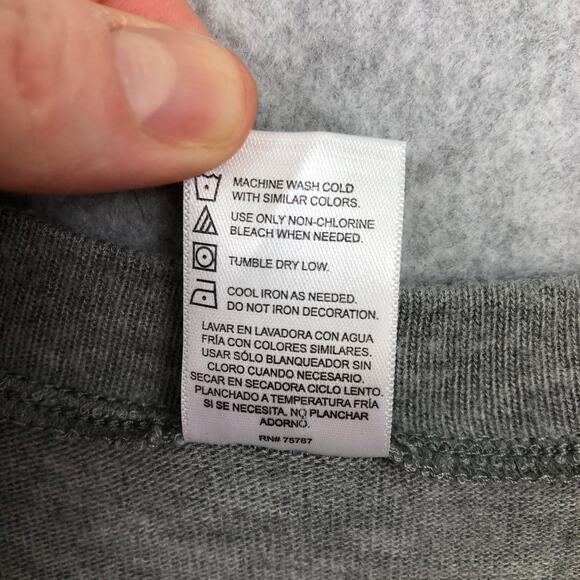 MACHINE WASH COLD
WITH SIMILAR COLORS.
USE ONLY NON-CHLORINE
BLEACH WHEN NEEDED.
TUMBLE DRY LOW.
COOL IRON AS NEEDED.
DO NOT IRON DECORATION.
LAVAR EN LAVADORA CON AGUA
FRÍA CON COLORES SIMILARES.
USAR SÓLO BLANQUEADOR SIN
CLORO CUANDO NECESARIO.
SECAR EN SECADORA CICLO LENTO.
PLANCHADO A TEMPERATURA FRÍA
SI SE NECESITA. NO PLANCHAR
ADORNO.
RN# 75767